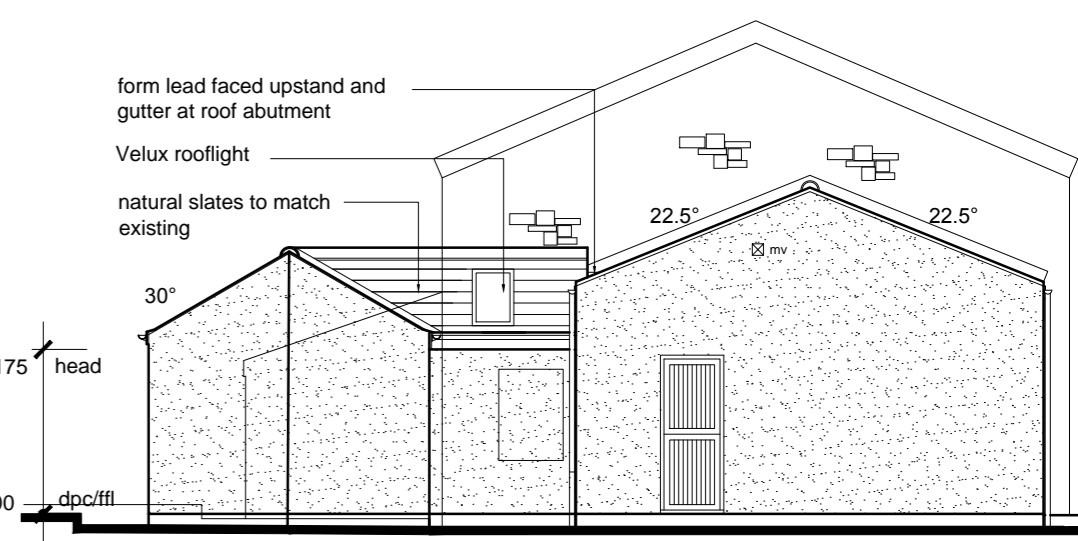 form lead faced upstand and
gutter at roof abutment
Velux rooflight
natural slates to match
existing
22.5°
22.5°
mv
30°
175
head
00
dpc/ffl